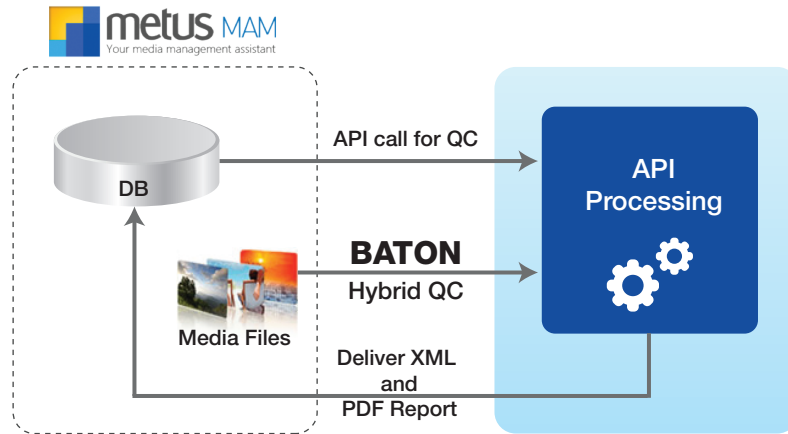 metus MAM
Your media management assistant
API call for QC
DB
API
Processing
BATON
Hybrid QC
Media Files
Deliver XML
and
PDF Report